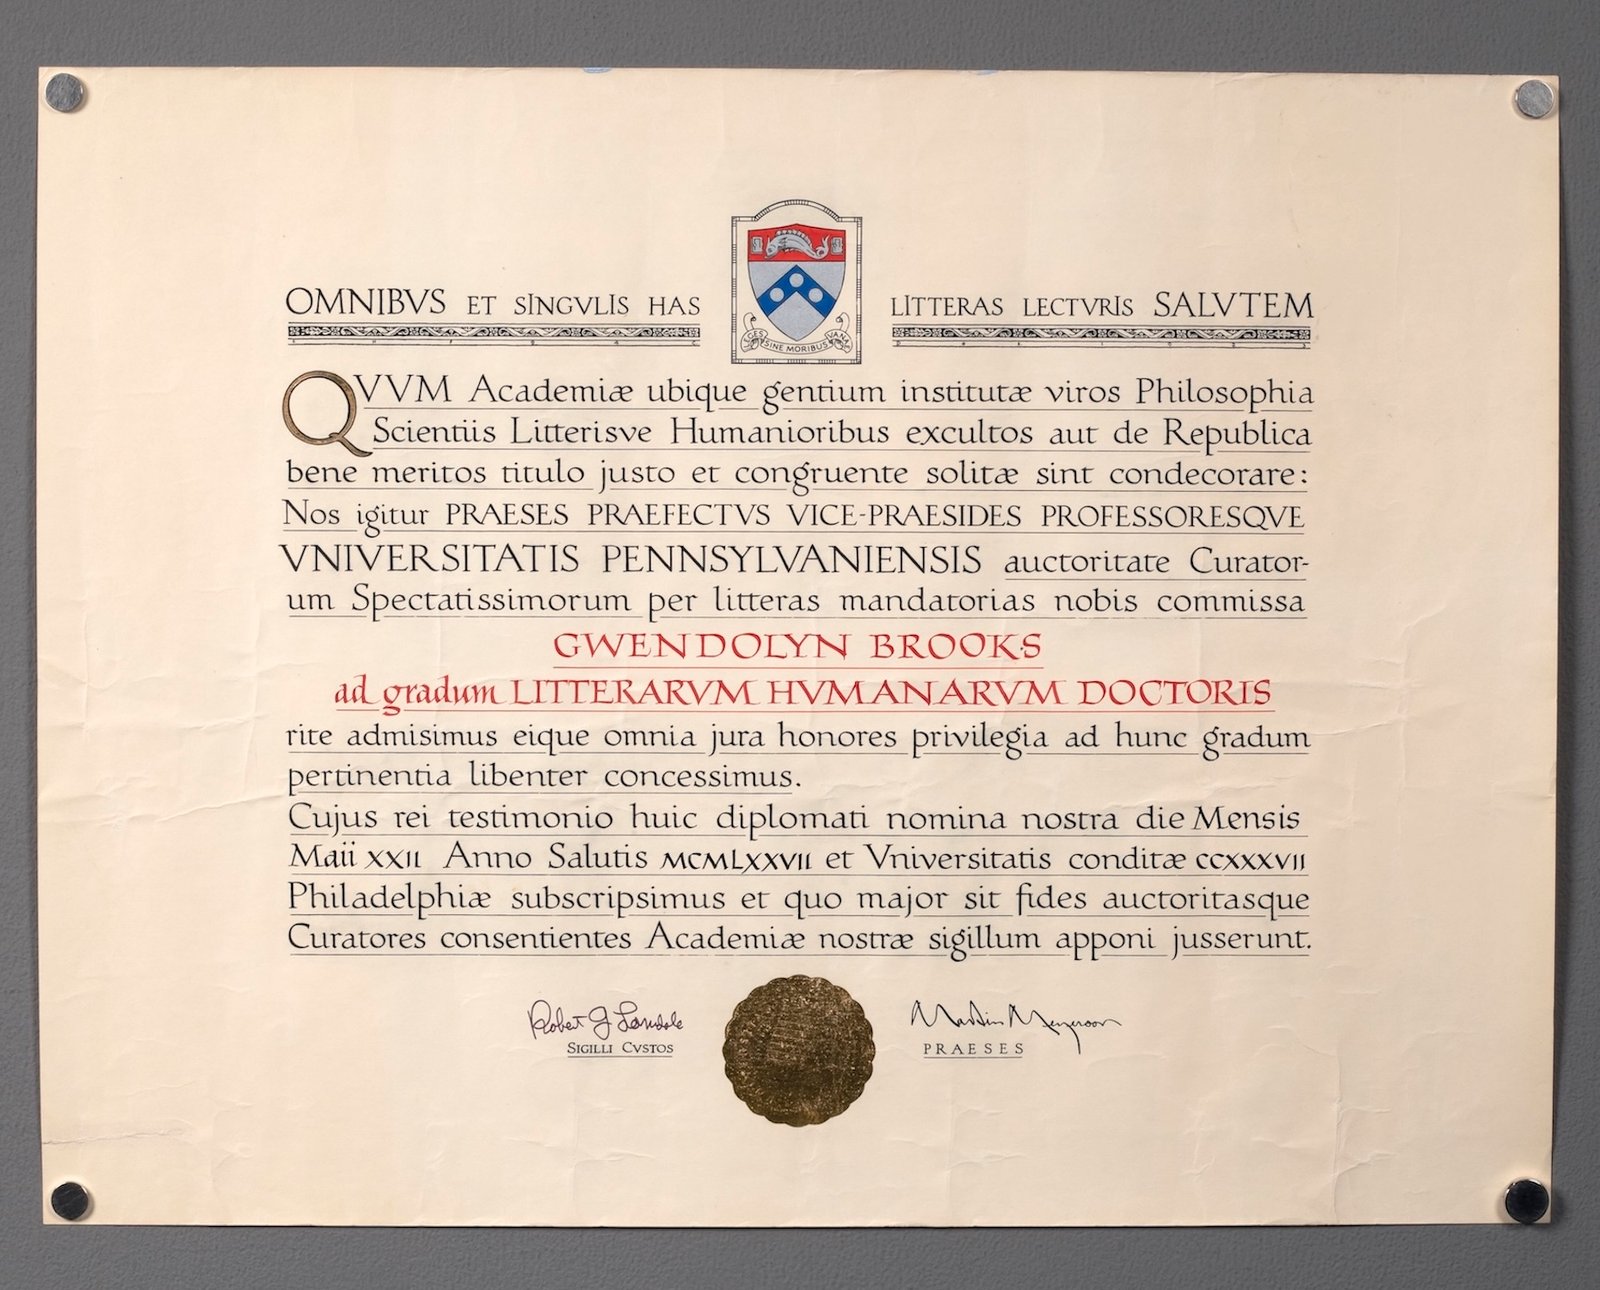 OMNIBVS ET SINGVLIS HAS LITTERAS LECTVRIS SALVTEM
LEGES SINE MORIBUS VANAE
QVVM Academiæ ubique gentium institutæ viros Philosophia
Scientiis Litterisve Humanioribus excultos aut de Republica
bene meritos titulo justo et congruente solitæ sint condecorare:
Nos igitur PRAESES PRAEFECTVS VICE-PRAESIDES PROFESSORESQVE
VNIVERSITATIS PENNSYLVANIENSIS auctoritate Curator-
um Spectatissimorum per litteras mandatorias nobis commissa
GWENDOLYN BROOKS
ad gradum LITTERARVM HVMANARVM DOCTORIS
rite admisimus eique omnia jura honores privilegia ad hunc gradum
pertinentia libenter concessimus.
Cujus rei testimonio huic diplomati nomina nostra die Mensis
Maii XXII Anno Salutis MCMLXXVII et Vniversitatis conditæ CCXXXVII
Philadelphiæ subscripsimus et quo major sit fides auctoritasque
Curatores consentientes Academiæ nostræ sigillum apponi jusserunt.
Robert G Lonsdale
Martin Meyerson
SIGILLI CVSTOS
PRAESES